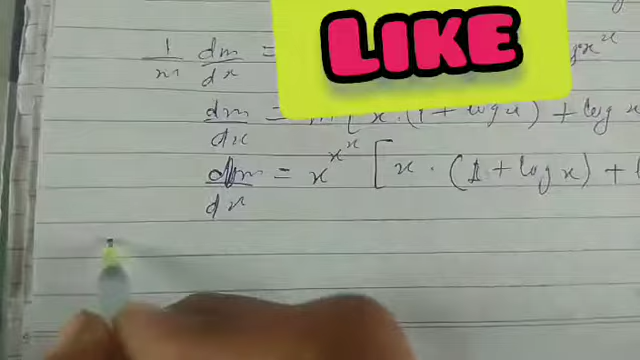 LIKE
1/m dm/dx =
dm/dx = m [x.(1 + log x) + log x
dm/dx = x^x^x [x . (1 + log x) +